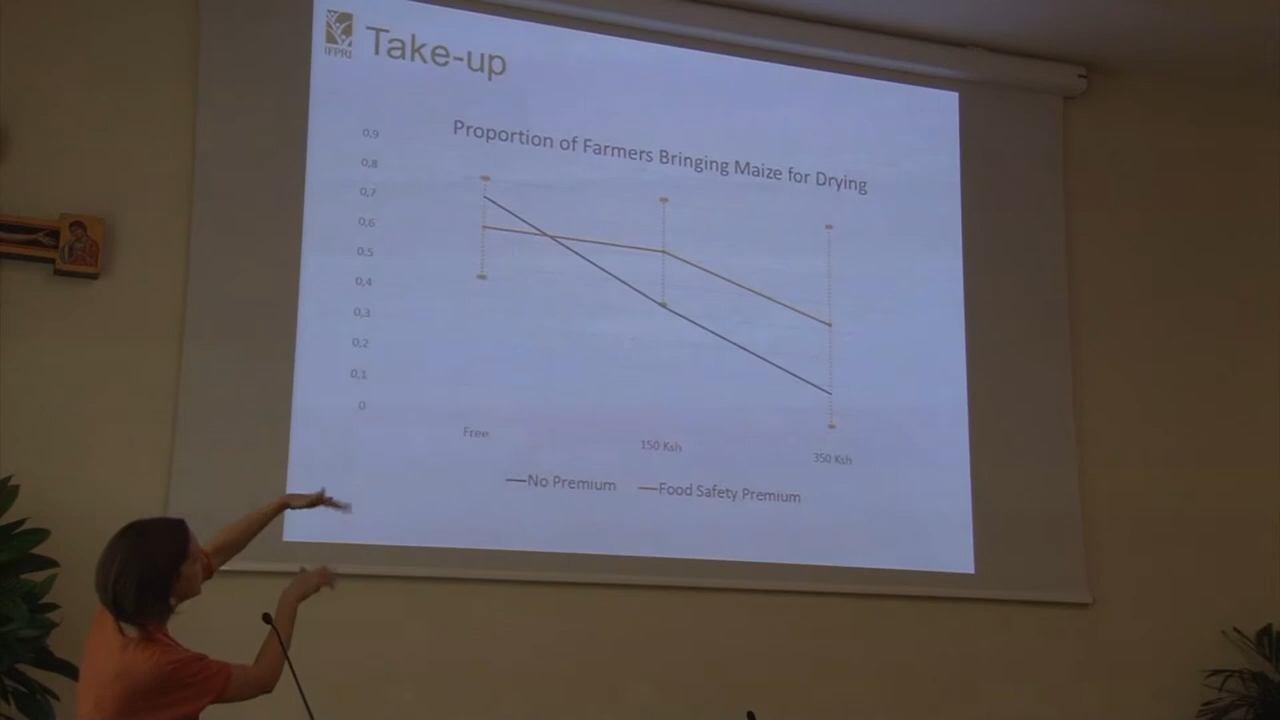 IFPRI
Take-up
Proportion of Farmers Bringing Maize for Drying
0,9
0,8
0,7
0,6
0,5
0,4
0,3
0,2
0,1
0
Free
150 Ksh
350 Ksh
No Premium
Food Safety Premium